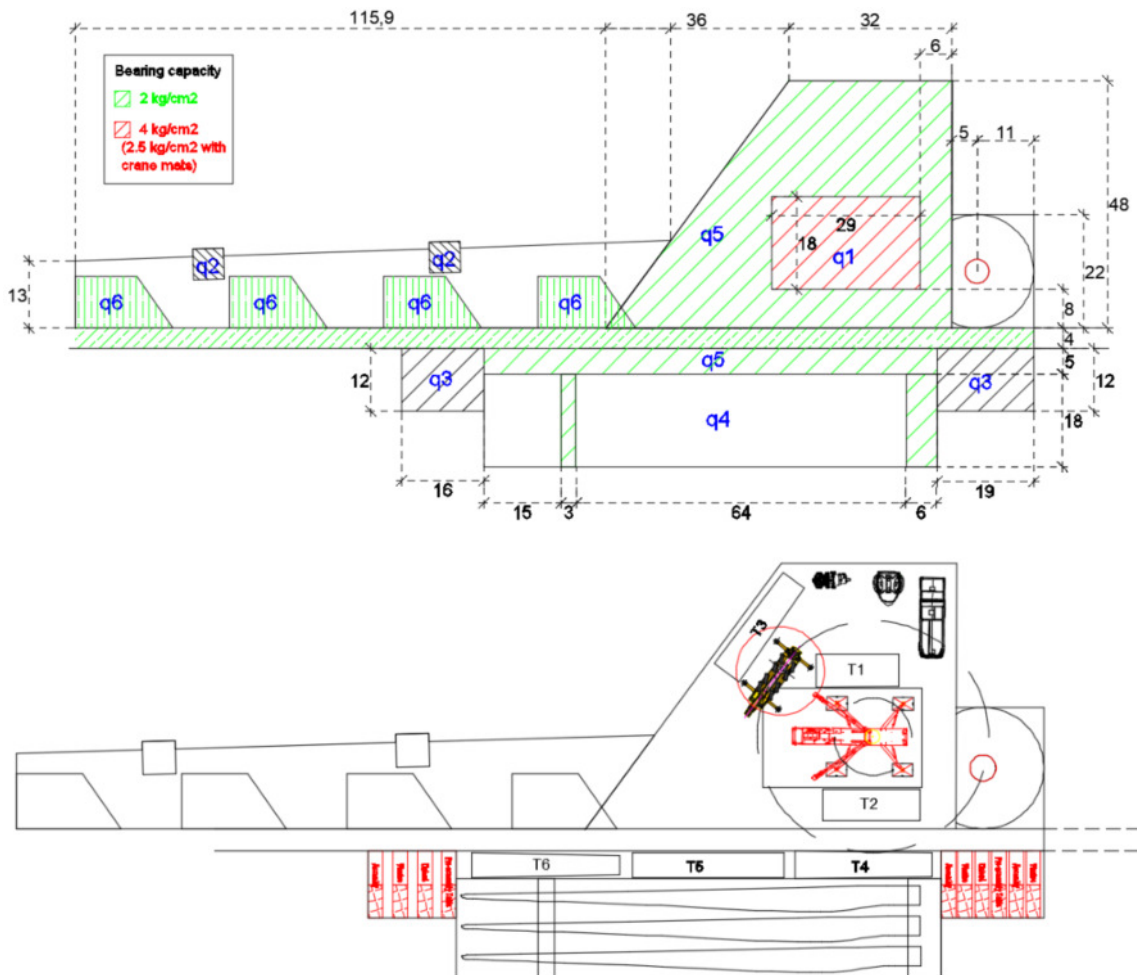 115,9 36 32
6
Bearing capacity
2 kg/cm2
4 kg/cm2
(2.5 kg/cm2 with
crane mats)
5 11
48
q5
29
18
q1
22
q2 q2
13
q6 q6 q6 q6
8
4
q5
5
12 q3 q3 12
q4
18
16 19
15 3 64 6
T3
T1
T2
T6 T5 T4